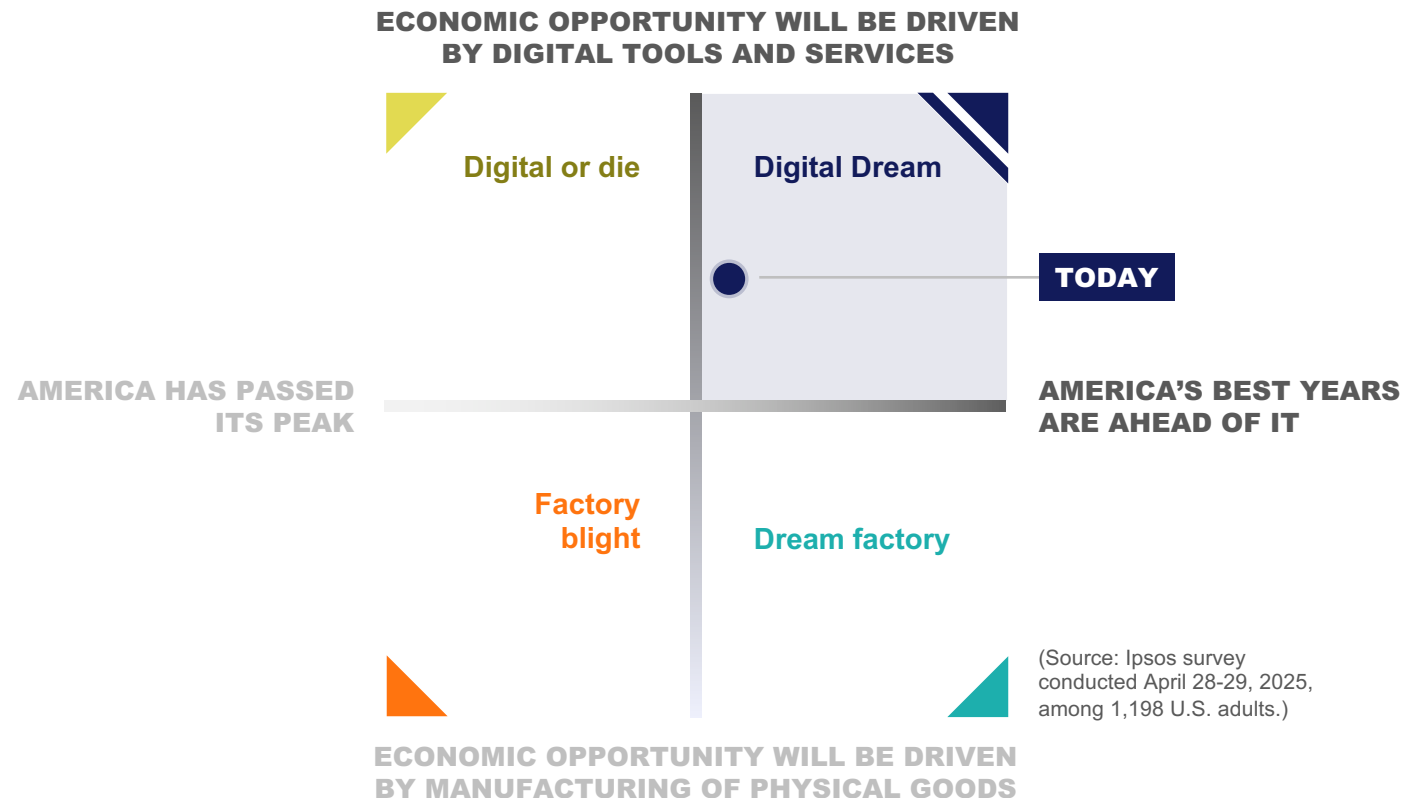 ECONOMIC OPPORTUNITY WILL BE DRIVEN
BY DIGITAL TOOLS AND SERVICES
Digital or die
Digital Dream
TODAY
AMERICA HAS PASSED
ITS PEAK
AMERICA’S BEST YEARS
ARE AHEAD OF IT
Factory
blight
Dream factory
(Source: Ipsos survey
conducted April 28-29, 2025,
among 1,198 U.S. adults.)
ECONOMIC OPPORTUNITY WILL BE DRIVEN
BY MANUFACTURING OF PHYSICAL GOODS